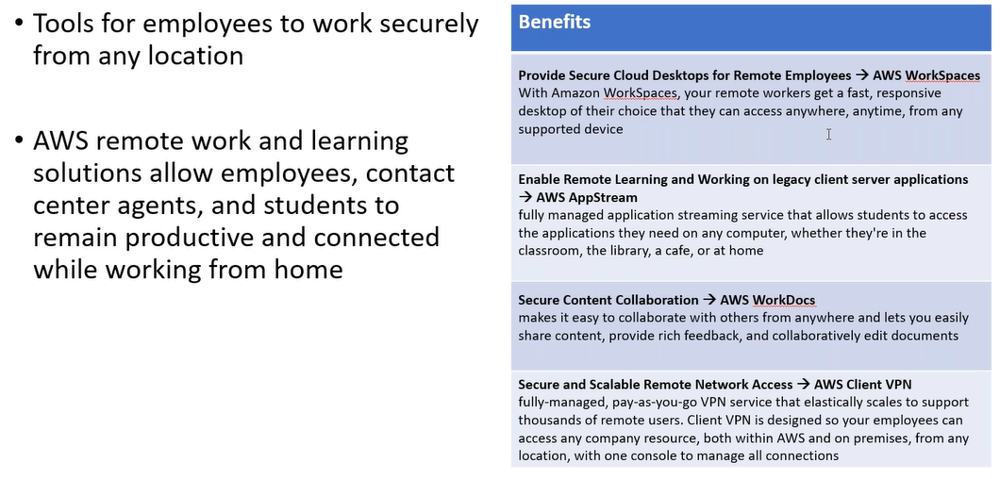 • Tools for employees to work securely
from any location
• AWS remote work and learning
solutions allow employees, contact
center agents, and students to
remain productive and connected
while working from home
Benefits
Provide Secure Cloud Desktops for Remote Employees → AWS WorkSpaces
With Amazon WorkSpaces, your remote workers get a fast, responsive
desktop of their choice that they can access anywhere, anytime, from any
supported device
Enable Remote Learning and Working on legacy client server applications
→ AWS AppStream
fully managed application streaming service that allows students to access
the applications they need on any computer, whether they're in the
classroom, the library, a cafe, or at home
Secure Content Collaboration → AWS WorkDocs
makes it easy to collaborate with others from anywhere and lets you easily
share content, provide rich feedback, and collaboratively edit documents
Secure and Scalable Remote Network Access → AWS Client VPN
fully-managed, pay-as-you-go VPN service that elastically scales to support
thousands of remote users. Client VPN is designed so your employees can
access any company resource, both within AWS and on premises, from any
location, with one console to manage all connections